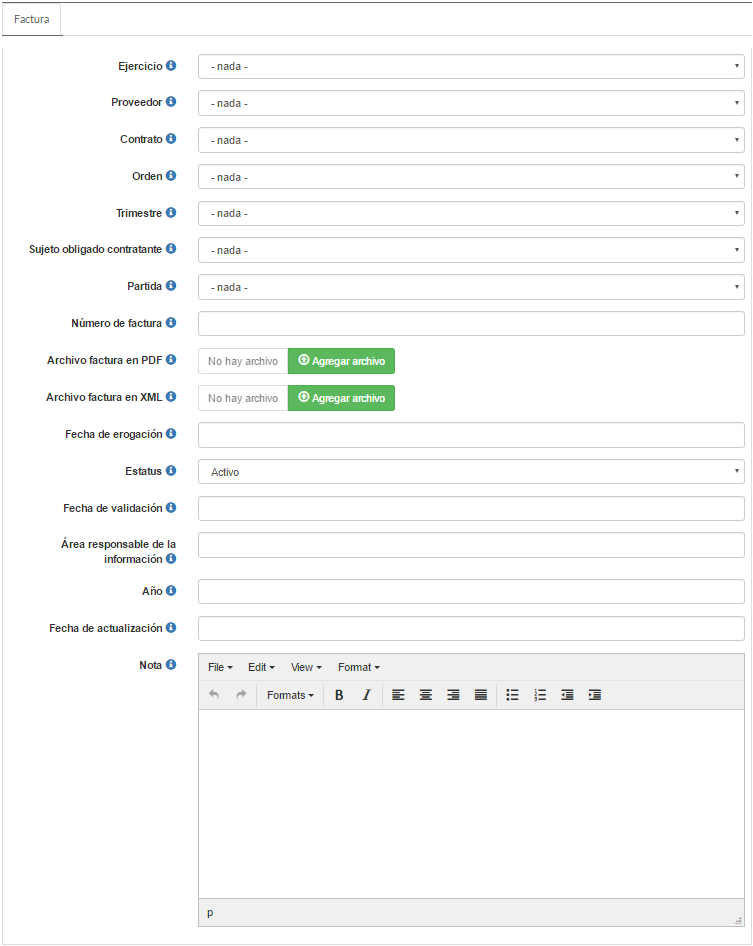 Factura
Ejercicio - nada -
Proveedor - nada -
Contrato - nada -
Orden - nada -
Trimestre - nada -
Sujeto obligado contratante - nada -
Partida - nada -
Número de factura
Archivo factura en PDF No hay archivo Agregar archivo
Archivo factura en XML No hay archivo Agregar archivo
Fecha de erogación
Estatus Activo
Fecha de validación
Área responsable de la
información
Año
Fecha de actualización
Nota File Edit View Format
Formats B I
p